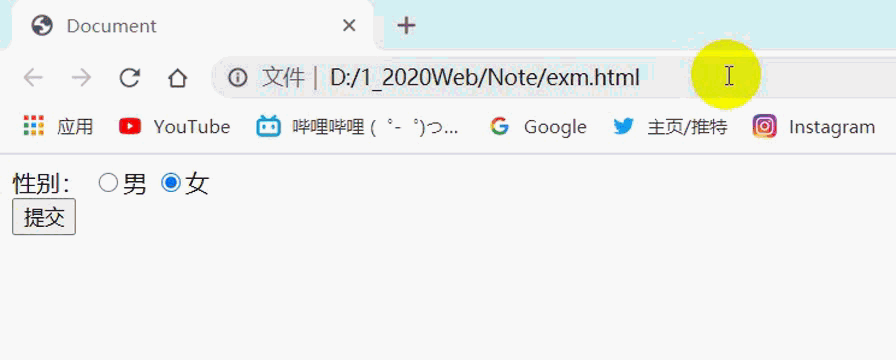 Document
文件 D:/1_2020Web/Note/exm.html
应用 YouTube 哔哩哔哩 ( ゜- ゜)つ... Google 主页/推特 Instagram
性别： 男 女
提交